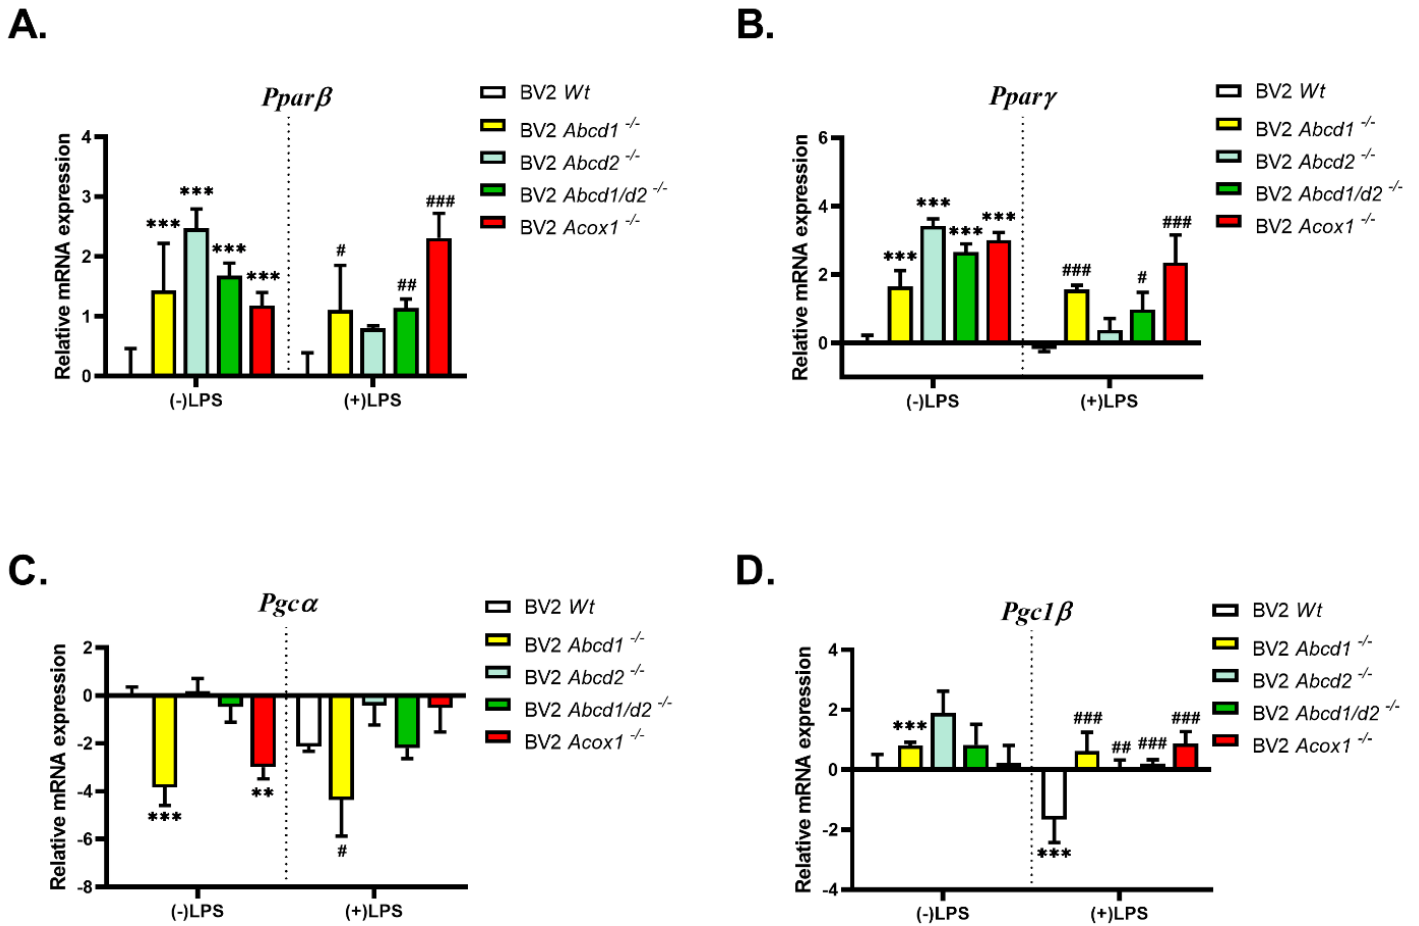 A.
Pparβ
Relative mRNA expression
4
3
2
1
0
***
***
***
***
#
##
###
(-)LPS
(+)LPS
BV2 Wt
BV2 Abcd1 -/-
BV2 Abcd2 -/-
BV2 Abcd1/d2 -/-
BV2 Acox1 -/-
B.
Pparγ
Relative mRNA expression
6
4
2
0
***
***
***
***
###
#
###
(-)LPS
(+)LPS
BV2 Wt
BV2 Abcd1 -/-
BV2 Abcd2 -/-
BV2 Abcd1/d2 -/-
BV2 Acox1 -/-
C.
Pgcα
Relative mRNA expression
2
0
-2
-4
-6
-8
***
**
#
(-)LPS
(+)LPS
BV2 Wt
BV2 Abcd1 -/-
BV2 Abcd2 -/-
BV2 Abcd1/d2 -/-
BV2 Acox1 -/-
D.
Pgc1β
Relative mRNA expression
4
2
0
-2
-4
***
***
###
##
###
###
(-)LPS
(+)LPS
BV2 Wt
BV2 Abcd1 -/-
BV2 Abcd2 -/-
BV2 Abcd1/d2 -/-
BV2 Acox1 -/-